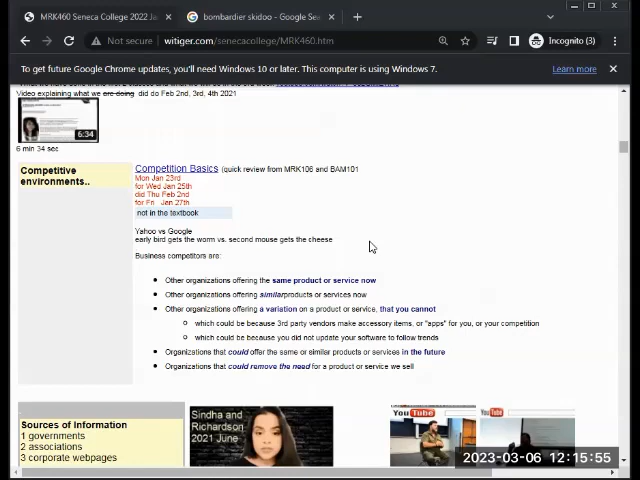 MRK460 Seneca College 2022 Ja
bombardier skidoo - Google Sea
Not secure
witiger.com/senecacollege/MRK460.htm
Incognito (3)
To get future Google Chrome updates, you'll need Windows 10 or later. This computer is using Windows 7.
Learn more
Video explaining what we are doing did do Feb 2nd, 3rd, 4th 2021
6:34
6 min 34 sec
Competitive environments..
Competition Basics (quick review from MRK106 and BAM101
Mon Jan 23rd
for Wed Jan 25th
did Thu Feb 2nd
for Fri Jan 27th
not in the textbook
Yahoo vs Google
early bird gets the worm vs. second mouse gets the cheese
Business competitors are:
Other organizations offering the same product or service now
Other organizations offering similarproducts or services now
Other organizations offering a variation on a product or service, that you cannot
which could be because 3rd party vendors make accessory items, or "apps" for you, or your competition
which could be because you did not update your software to follow trends
Organizations that could offer the same or similar products or services in the future
Organizations that could remove the need for a product or service we sell
Sources of Information
1 governments
2 associations
3 corporate webpages
Sindha and
Richardson
2021 June
YouTube
YouTube
2023-03-06 12:15:55